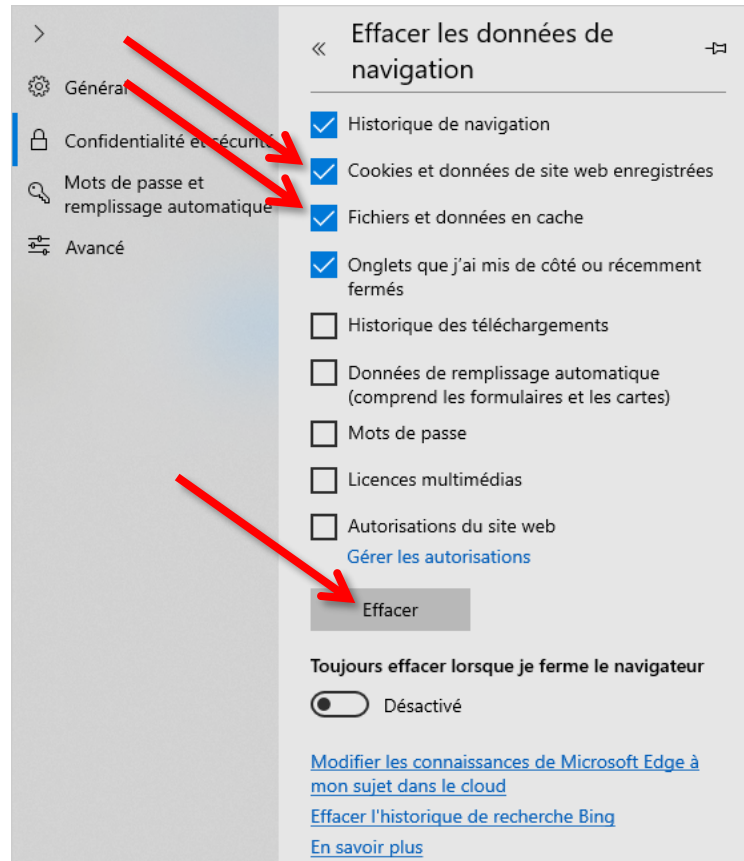 Général
Confidentialité et sécurité
Mots de passe et
remplissage automatique
Avancé
Effacer les données de
navigation
Historique de navigation
Cookies et données de site web enregistrées
Fichiers et données en cache
Onglets que j'ai mis de côté ou récemment
fermés
Historique des téléchargements
Données de remplissage automatique
(comprend les formulaires et les cartes)
Mots de passe
Licences multimédias
Autorisations du site web
Gérer les autorisations
Effacer
Toujours effacer lorsque je ferme le navigateur
Désactivé
Modifier les connaissances de Microsoft Edge à
mon sujet dans le cloud
Effacer l'historique de recherche Bing
En savoir plus